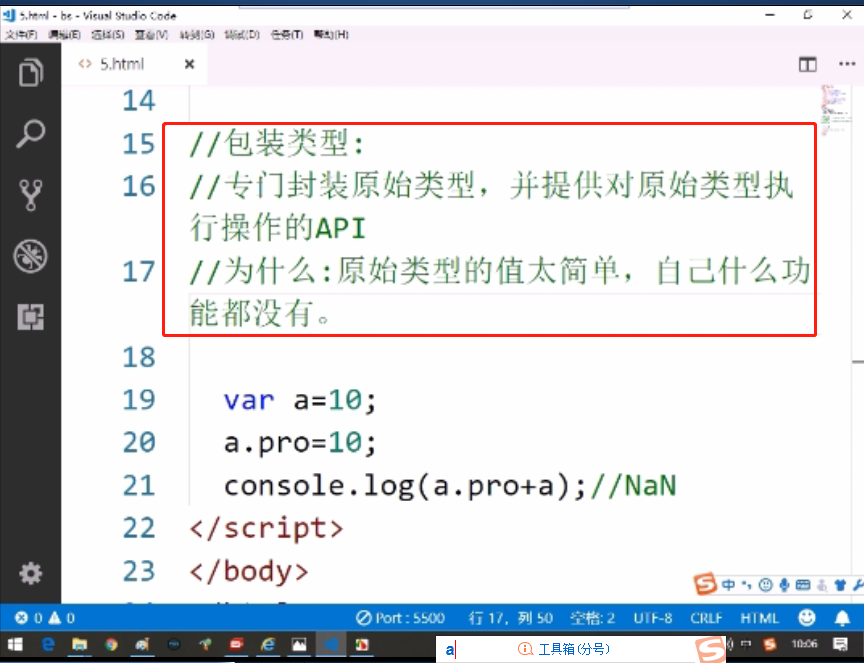 5.html - bs - Visual Studio Code
文件(F) 编辑(E) 选择(S) 查看(V) 转到(G) 调试(D) 任务(T) 帮助(H)
<> 5.html ×
14
15 //包装类型:
16 //专门封装原始类型，并提供对原始类型执
行操作的API
17 //为什么:原始类型的值太简单，自己什么功
能都没有。
18
19 var a=10;
20 a.pro=10;
21 console.log(a.pro+a);//NaN
22 </script>
23 </body>
S 中
0 0 Port : 5500 行 17，列 50 空格: 2 UTF-8 CRLF HTML
a 工具箱(分号) S 中 S 10:06